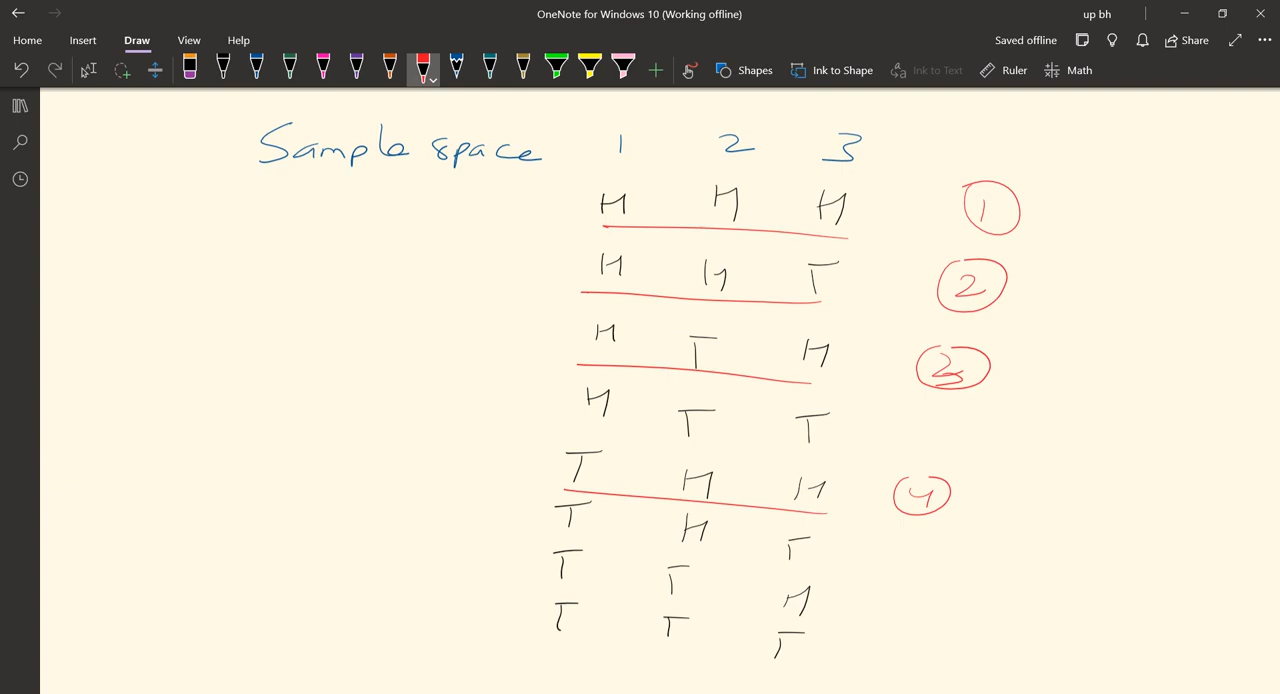 OneNote for Windows 10 (Working offline)
up bh
Home Insert Draw View Help
Saved offline
Share
Shapes
Ink to Shape
Ink to Text
Ruler
Math
Sample space 1 2 3
H H H 1
H H T 2
H T H 3
H T T
T H H 4
T H T
T T H
T T T